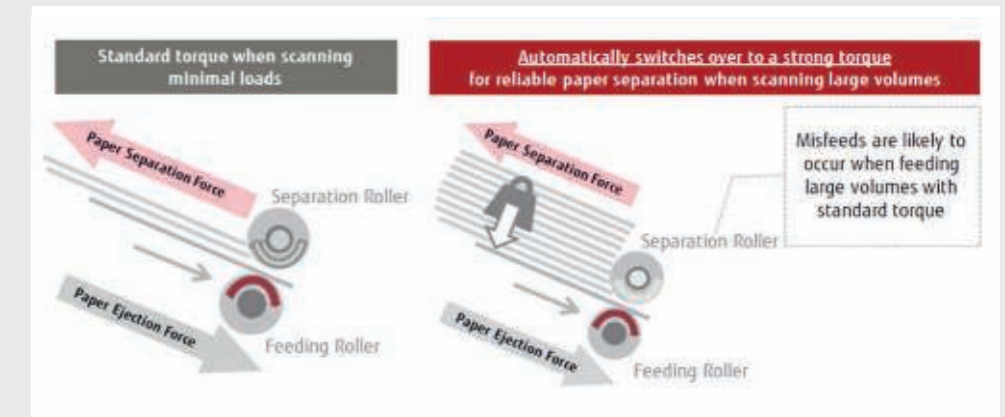 Standard torque when scanning
minimal loads
Automatically switches over to a strong torque
for reliable paper separation when scanning large volumes
Paper Separation Force
Separation Roller
Paper Ejection Force
Feeding Roller
Paper Separation Force
Misfeeds are likely to
occur when feeding
large volumes with
standard torque
Separation Roller
Paper Ejection Force
Feeding Roller